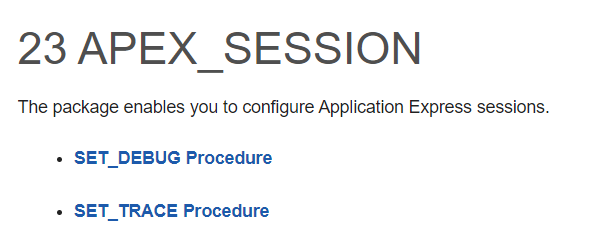 23 APEX_SESSION
The package enables you to configure Application Express sessions.
• SET_DEBUG Procedure
• SET_TRACE Procedure